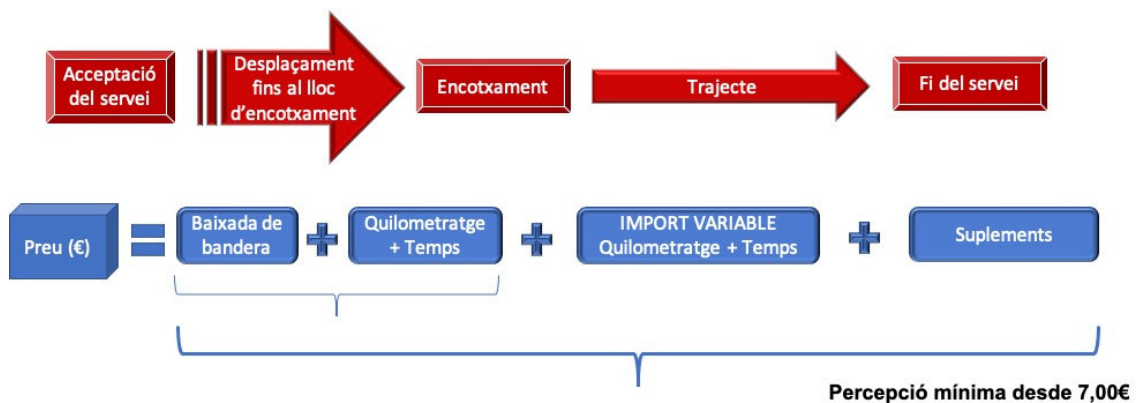 Acceptació
del servei
Desplaçament
fins al lloc
d'encotxament
Encotxament
Trajecte
Fi del servei
Preu (€)
Baixada de
bandera
Quilometratge
+ Temps
IMPORT VARIABLE
Quilometratge + Temps
Suplements
Percepció mínima desde 7,00€